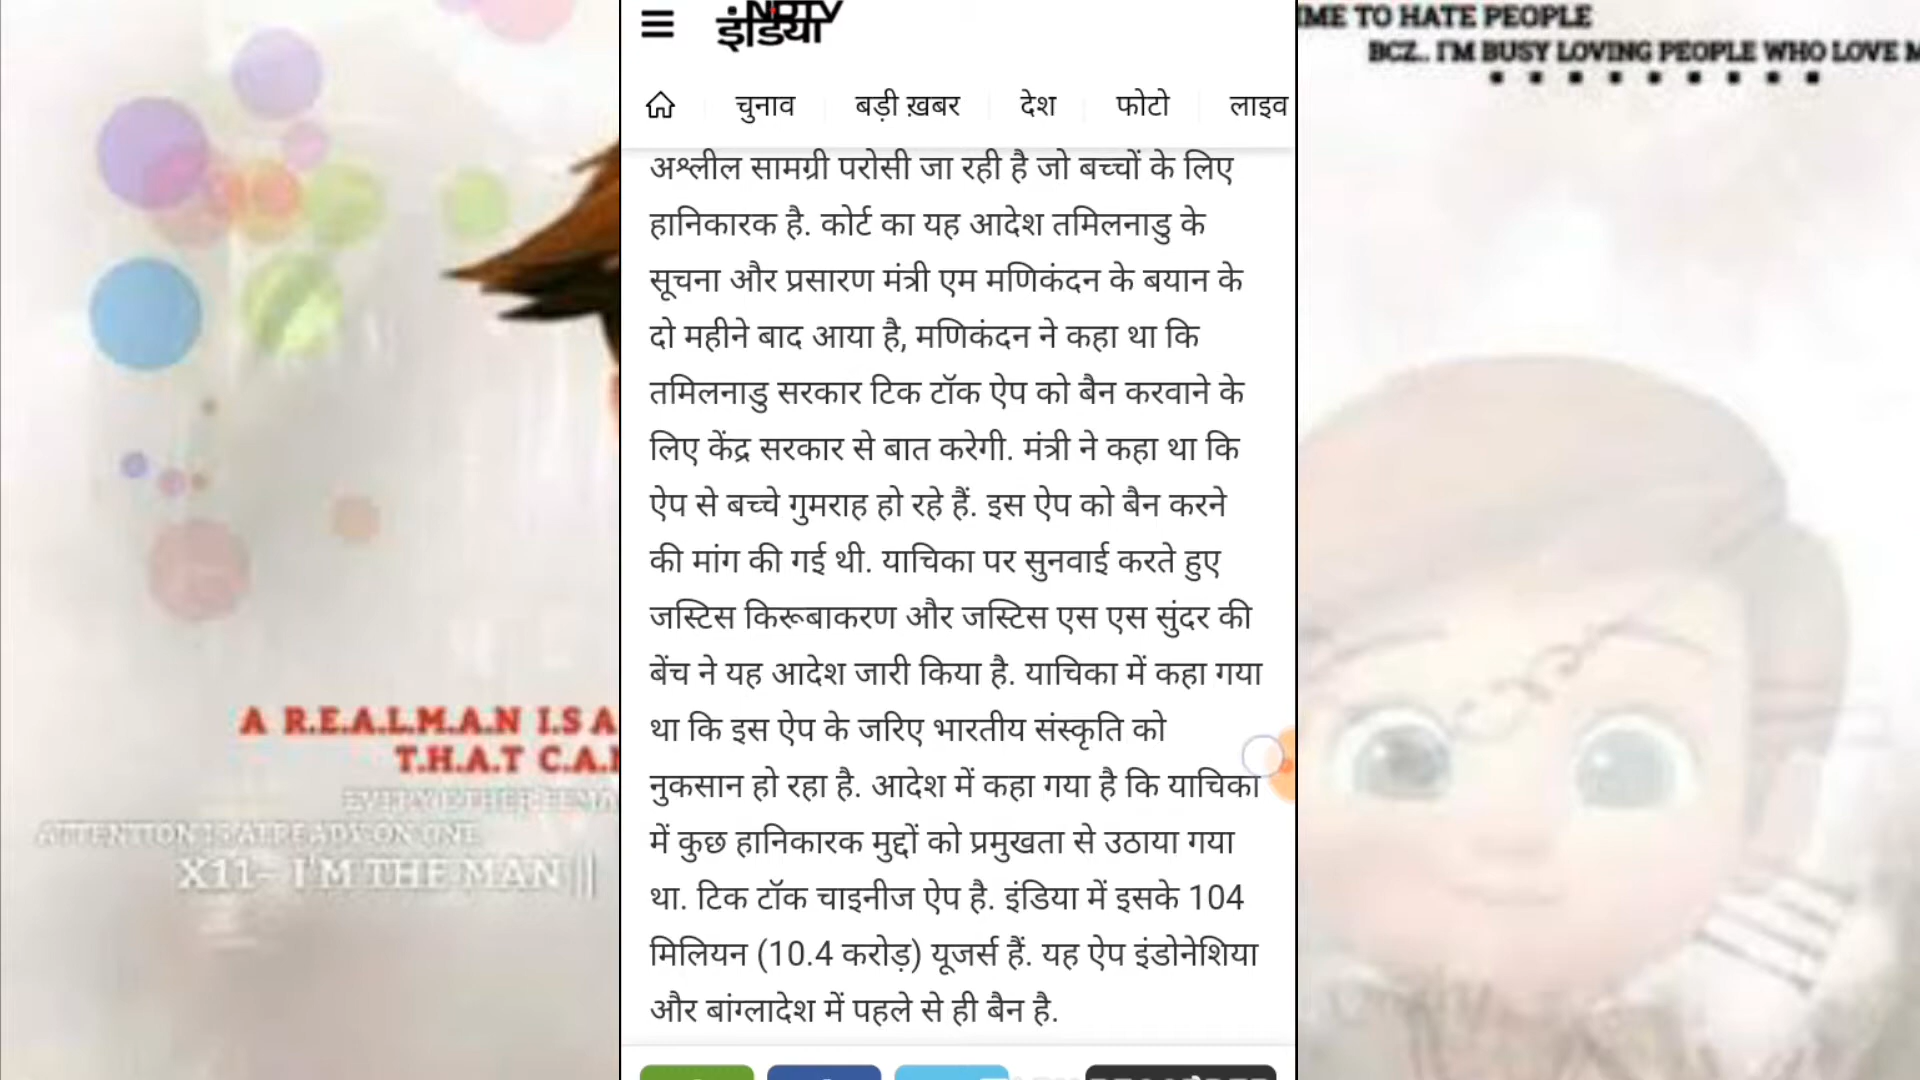 NDTV
इंडिया
चुनाव बड़ी ख़बर देश फोटो लाइव
अश्लील सामग्री परोसी जा रही है जो बच्चों के लिए
हानिकारक है. कोर्ट का यह आदेश तमिलनाडु के
सूचना और प्रसारण मंत्री एम मणिकंदन के बयान के
दो महीने बाद आया है, मणिकंदन ने कहा था कि
तमिलनाडु सरकार टिक टॉक ऐप को बैन करवाने के
लिए केंद्र सरकार से बात करेगी. मंत्री ने कहा था कि
ऐप से बच्चे गुमराह हो रहे हैं. इस ऐप को बैन करने
की मांग की गई थी. याचिका पर सुनवाई करते हुए
जस्टिस किरूबाकरण और जस्टिस एस एस सुंदर की
बेंच ने यह आदेश जारी किया है. याचिका में कहा गया
था कि इस ऐप के जरिए भारतीय संस्कृति को
नुकसान हो रहा है. आदेश में कहा गया है कि याचिका
में कुछ हानिकारक मुद्दों को प्रमुखता से उठाया गया
था. टिक टॉक चाइनीज ऐप है. इंडिया में इसके 104
मिलियन (10.4 करोड़) यूजर्स हैं. यह ऐप इंडोनेशिया
और बांग्लादेश में पहले से ही बैन है.
A R.E.A.L.M.A.N I.S A
T.H.A.T C.A.
ATTENTION IS ALREADY ON ONE
X11- I'M THE MAN ||
TO HATE PEOPLE
BCZ.. I'M BUSY LOVING PEOPLE WHO LOVE